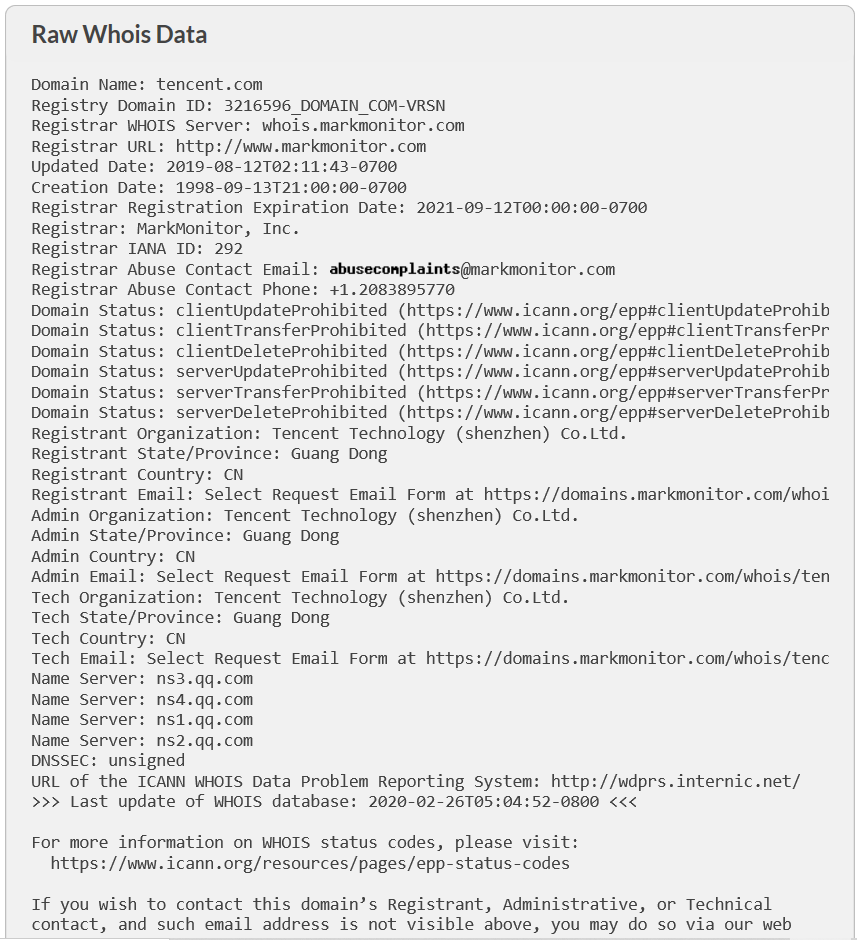 Raw Whois Data
Domain Name: tencent.com
Registry Domain ID: 3216596_DOMAIN_COM-VRSN
Registrar WHOIS Server: whois.markmonitor.com
Registrar URL: http://www.markmonitor.com
Updated Date: 2019-08-12T02:11:43-0700
Creation Date: 1998-09-13T21:00:00-0700
Registrar Registration Expiration Date: 2021-09-12T00:00:00-0700
Registrar: MarkMonitor, Inc.
Registrar IANA ID: 292
Registrar Abuse Contact Email: abusecomplaints@markmonitor.com
Registrar Abuse Contact Phone: +1.2083895770
Domain Status: clientUpdateProhibited (https://www.icann.org/epp#clientUpdateProhib
Domain Status: clientTransferProhibited (https://www.icann.org/epp#clientTransferPr
Domain Status: clientDeleteProhibited (https://www.icann.org/epp#clientDeleteProhib
Domain Status: serverUpdateProhibited (https://www.icann.org/epp#serverUpdateProhib
Domain Status: serverTransferProhibited (https://www.icann.org/epp#serverTransferPr
Domain Status: serverDeleteProhibited (https://www.icann.org/epp#serverDeleteProhib
Registrant Organization: Tencent Technology (shenzhen) Co.Ltd.
Registrant State/Province: Guang Dong
Registrant Country: CN
Registrant Email: Select Request Email Form at https://domains.markmonitor.com/whoi
Admin Organization: Tencent Technology (shenzhen) Co.Ltd.
Admin State/Province: Guang Dong
Admin Country: CN
Admin Email: Select Request Email Form at https://domains.markmonitor.com/whois/ten
Tech Organization: Tencent Technology (shenzhen) Co.Ltd.
Tech State/Province: Guang Dong
Tech Country: CN
Tech Email: Select Request Email Form at https://domains.markmonitor.com/whois/tenc
Name Server: ns3.qq.com
Name Server: ns4.qq.com
Name Server: ns1.qq.com
Name Server: ns2.qq.com
DNSSEC: unsigned
URL of the ICANN WHOIS Data Problem Reporting System: http://wdprs.internic.net/
>>> Last update of WHOIS database: 2020-02-26T05:04:52-0800 <<<
For more information on WHOIS status codes, please visit:
https://www.icann.org/resources/pages/epp-status-codes
If you wish to contact this domain’s Registrant, Administrative, or Technical
contact, and such email address is not visible above, you may do so via our web